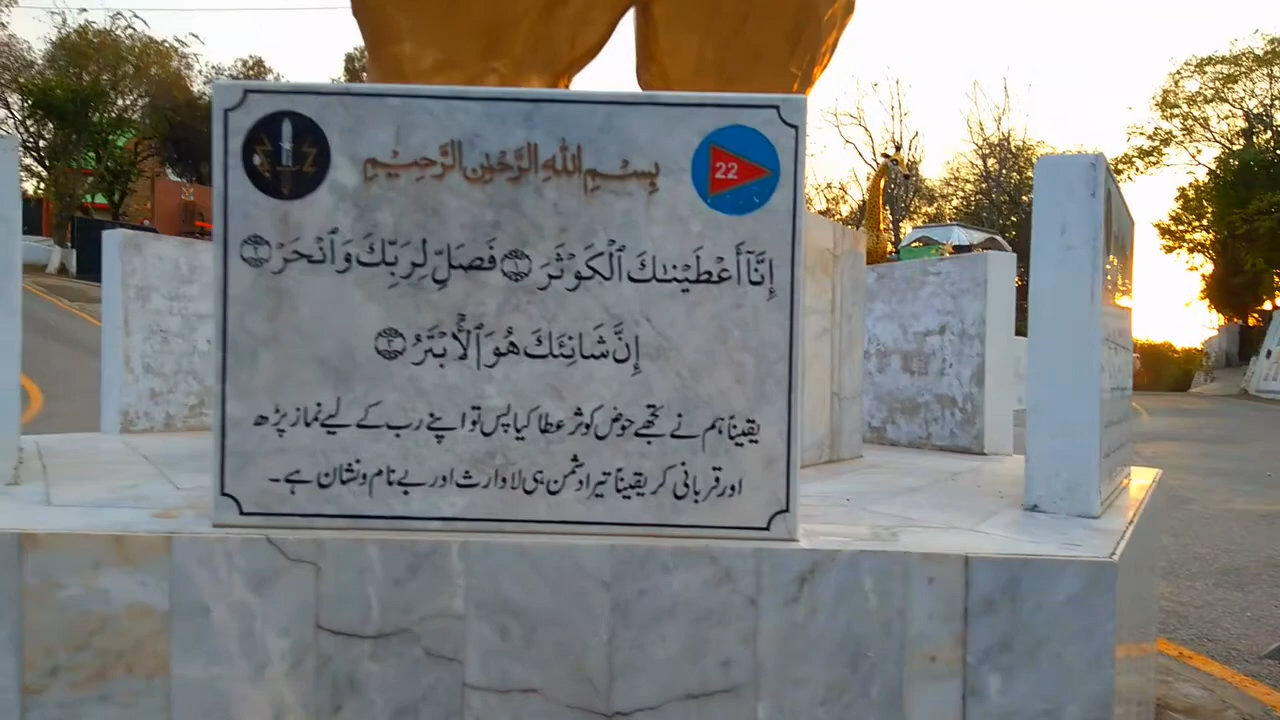 بِسْمِ اللهِ الرَّحْمٰنِ الرَّحِيْمِ
22
إِنَّآ أَعْطَيْنَـٰكَ ٱلْكَوْثَرَ ۝١ فَصَلِّ لِرَبِّكَ وَٱنْحَرْ ۝٢
إِنَّ شَانِئَكَ هُوَ ٱلْأَبْتَرُ ۝٣
یقیناً ہم نے تجھے حوض کوثر عطا کیا پس تو اپنے رب کے لیے نماز پڑھ
اور قربانی کر یقیناً تیرا دشمن ہی لاوارث اور بے نام و نشان ہے۔